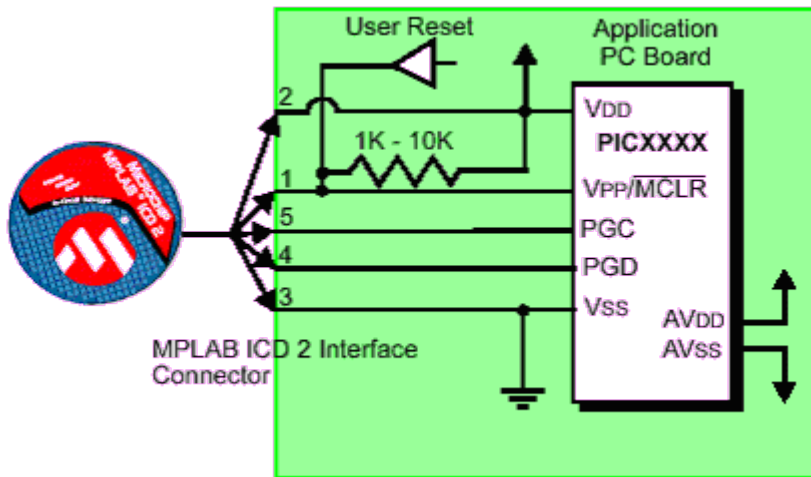 User Reset
Application
PC Board
2
VDD
1K - 10K
PICXXXX
1
VPP/MCLR
5
PGC
4
PGD
3
VSS
AVDD
AVSS
MPLAB ICD 2 Interface
Connector
MICROCHIP
MPLAB® ICD 2
®